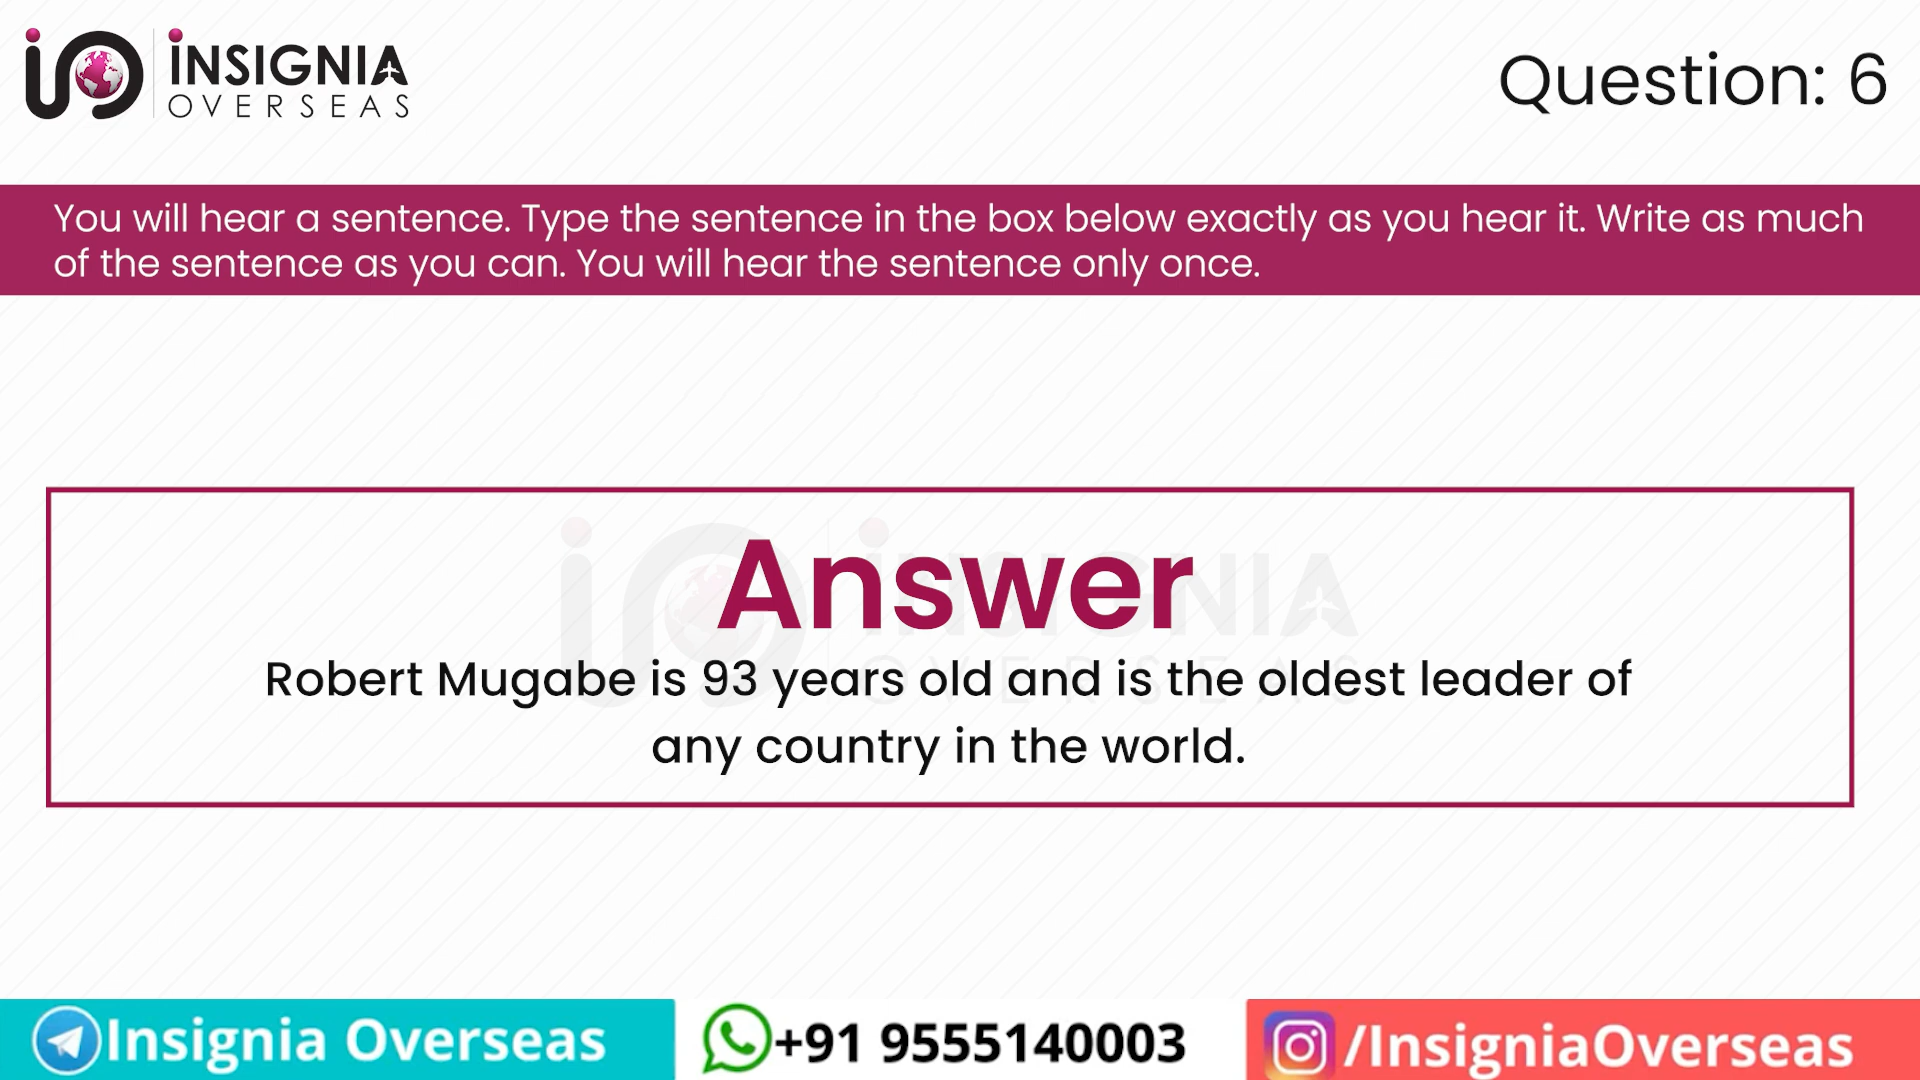 INSIGNIA
OVERSEAS
Question: 6
You will hear a sentence. Type the sentence in the box below exactly as you hear it. Write as much
of the sentence as you can. You will hear the sentence only once.
INSIGNIA
OVERSEAS
Answer
Robert Mugabe is 93 years old and is the oldest leader of
any country in the world.
Insignia Overseas
+91 9555140003
/InsigniaOverseas